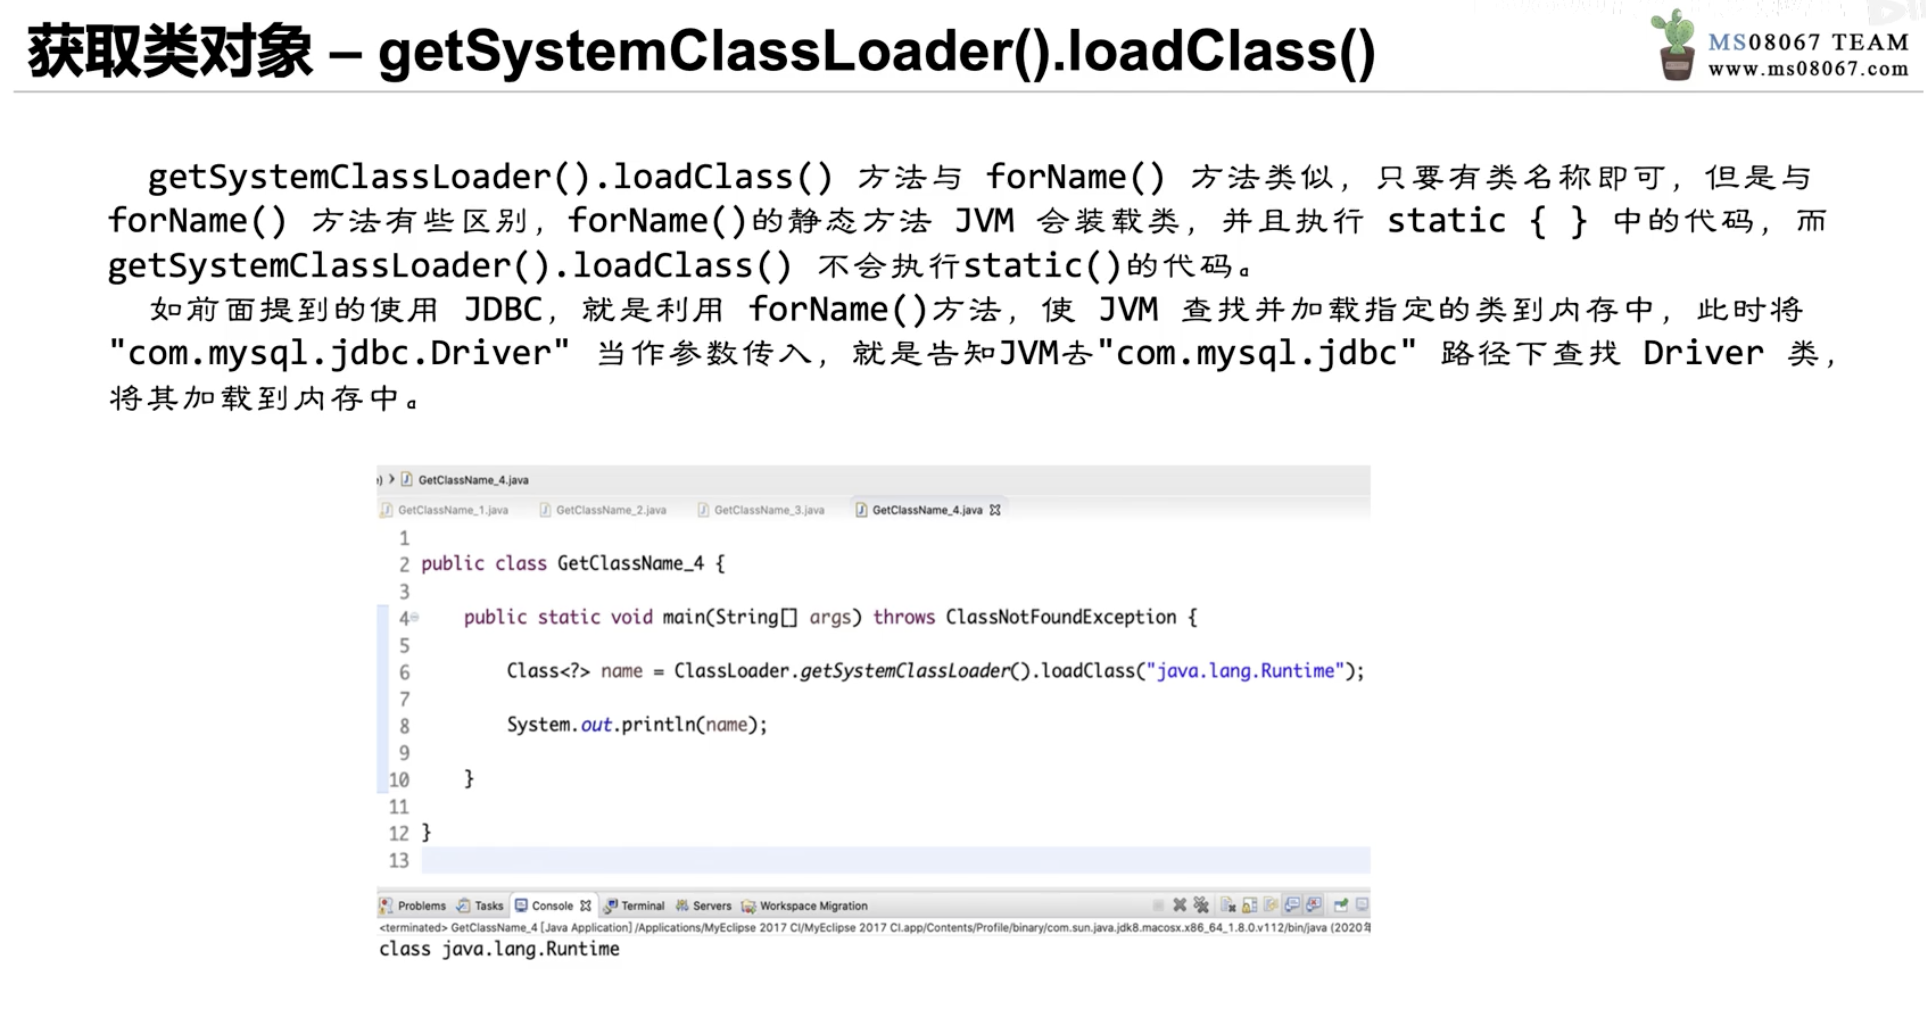 获取类对象 – getSystemClassLoader().loadClass()
MS08067 TEAM
www.ms08067.com
getSystemClassLoader().loadClass() 方法与 forName() 方法类似，只要有类名称即可，但是与
forName() 方法有些区别，forName()的静态方法 JVM 会装载类，并且执行 static { } 中的代码，而
getSystemClassLoader().loadClass() 不会执行static()的代码。
如前面提到的使用 JDBC，就是利用 forName()方法，使 JVM 查找并加载指定的类到内存中，此时将
"com.mysql.jdbc.Driver" 当作参数传入，就是告知JVM去"com.mysql.jdbc" 路径下查找 Driver 类，
将其加载到内存中。
GetClassName_4.java
GetClassName_1.java GetClassName_2.java GetClassName_3.java GetClassName_4.java
1
2 public class GetClassName_4 {
3
4 public static void main(String[] args) throws ClassNotFoundException {
5
6 Class<?> name = ClassLoader.getSystemClassLoader().loadClass("java.lang.Runtime");
7
8 System.out.println(name);
9
10 }
11
12 }
13
Problems Tasks Console Terminal Servers Workspace Migration
<terminated> GetClassName_4 [Java Application] /Applications/MyEclipse 2017 CI/MyEclipse 2017 CI.app/Contents/Profile/binary/com.sun.java.jdk8.macosx.x86_64_1.8.0.v112/bin/java (2020年
class java.lang.Runtime